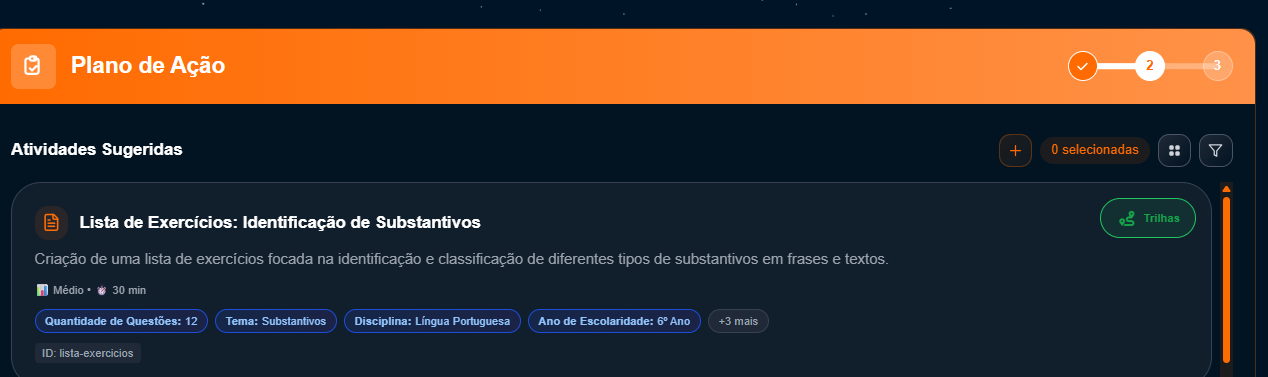 Plano de Ação
2
3
Atividades Sugeridas
0 selecionadas
Lista de Exercícios: Identificação de Substantivos
Trilhas
Criação de uma lista de exercícios focada na identificação e classificação de diferentes tipos de substantivos em frases e textos.
Médio • 30 min
Quantidade de Questões: 12 Tema: Substantivos Disciplina: Língua Portuguesa Ano de Escolaridade: 6º Ano +3 mais
ID: lista-exercicios